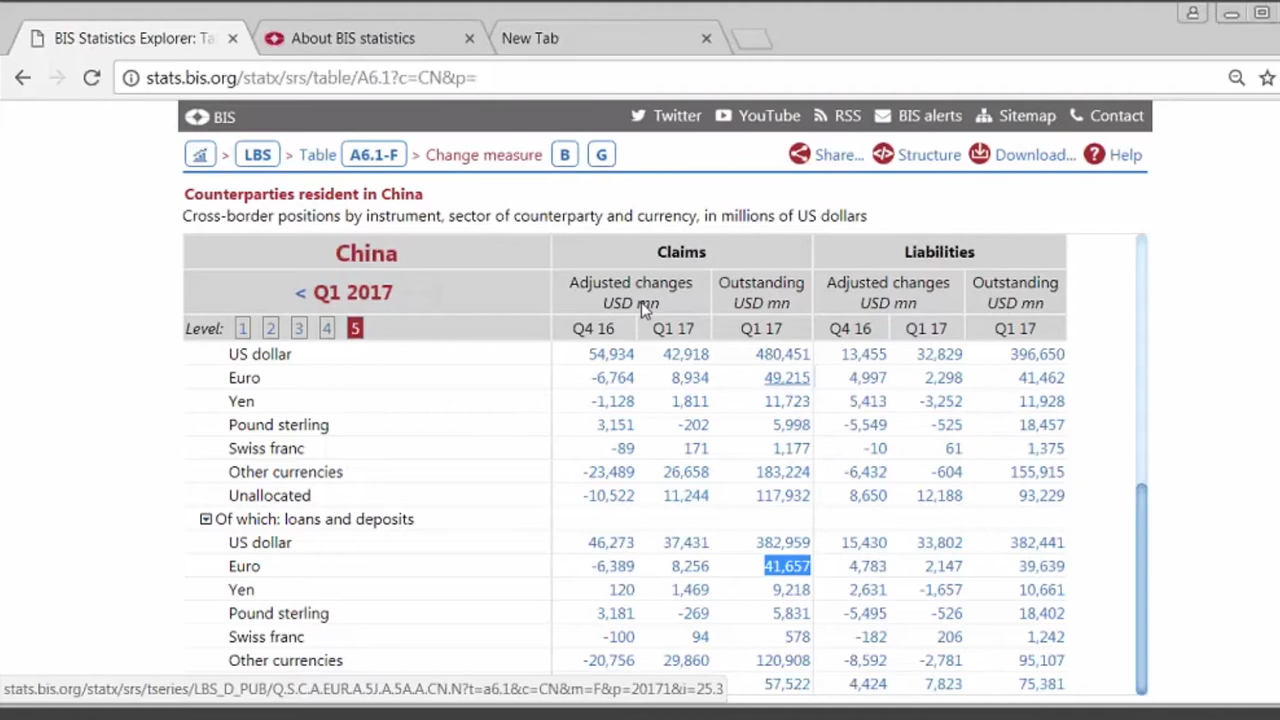 BIS Statistics Explorer: Ta
About BIS statistics
New Tab
stats.bis.org/statx/srs/table/A6.1?c=CN&p=
BIS Twitter YouTube RSS BIS alerts Sitemap Contact
> LBS > Table A6.1-F > Change measure B G Share... Structure Download... Help
Counterparties resident in China
Cross-border positions by instrument, sector of counterparty and currency, in millions of US dollars
China Claims Liabilities
< Q1 2017 Adjusted changes USD mn Outstanding USD mn Adjusted changes USD mn Outstanding USD mn
Level: 1 2 3 4 5 Q4 16 Q1 17 Q1 17 Q4 16 Q1 17 Q1 17
US dollar 54,934 42,918 480,451 13,455 32,829 396,650
Euro -6,764 8,934 49,215 4,997 2,298 41,462
Yen -1,128 1,811 11,723 5,413 -3,252 11,928
Pound sterling 3,151 -202 5,998 -5,549 -525 18,457
Swiss franc -89 171 1,177 -10 61 1,375
Other currencies -23,489 26,658 183,224 -6,432 -604 155,915
Unallocated -10,522 11,244 117,932 8,650 12,188 93,229
Of which: loans and deposits
US dollar 46,273 37,431 382,959 15,430 33,802 382,441
Euro -6,389 8,256 41,657 4,783 2,147 39,639
Yen 120 1,469 9,218 2,631 -1,657 10,661
Pound sterling 3,181 -269 5,831 -5,495 -526 18,402
Swiss franc -100 94 578 -182 206 1,242
Other currencies -20,756 29,860 120,908 -8,592 -2,781 95,107
57,522 4,424 7,823 75,381
stats.bis.org/statx/srs/tseries/LBS_D_PUB/Q.S.C.A.EUR.A.5J.A.5A.A.CN.N?t=a6.1&c=CN&m=F&p=20171&i=25.3